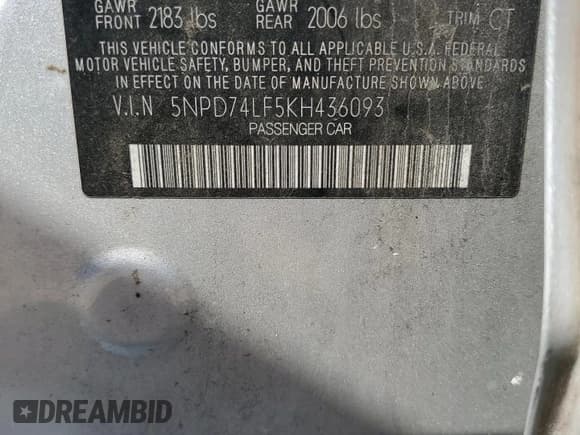 GAWR FRONT 2183 lbs GAWR REAR 2006 lbs TRIM CT
THIS VEHICLE CONFORMS TO ALL APPLICABLE U.S.A. FEDERAL
MOTOR VEHICLE SAFETY, BUMPER, AND THEFT PREVENTION STANDARDS
IN EFFECT ON THE DATE OF MANUFACTURE SHOWN ABOVE.
V.I.N 5NPD74LF5KH436093
PASSENGER CAR
DREAMBID